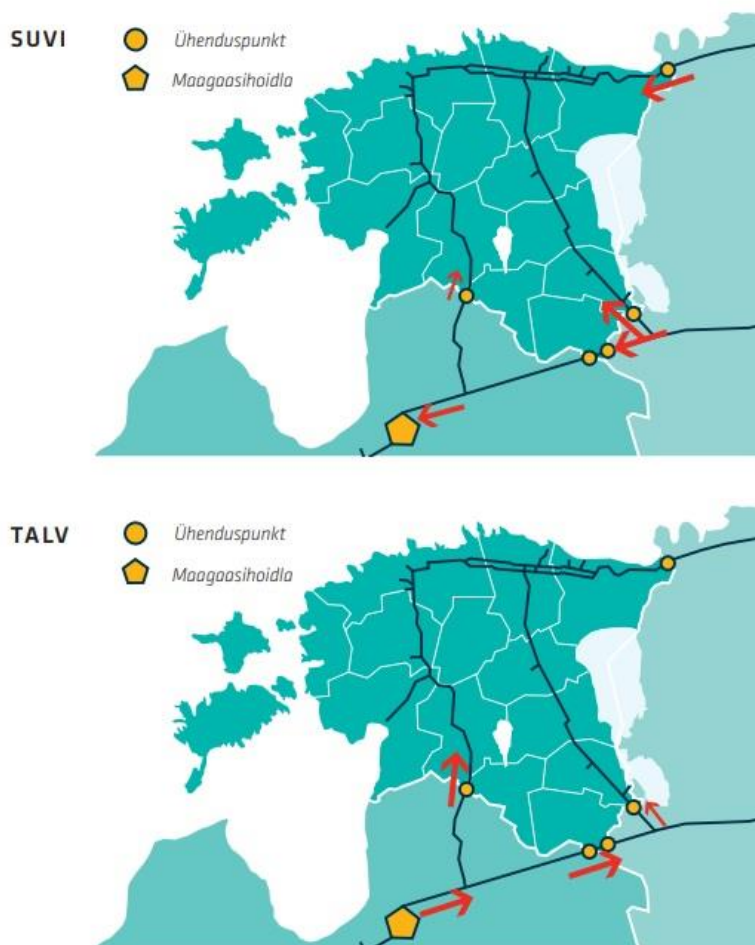 SUVI
Ühenduspunkt
Maagaasihoidla
TALV
Ühenduspunkt
Maagaasihoidla